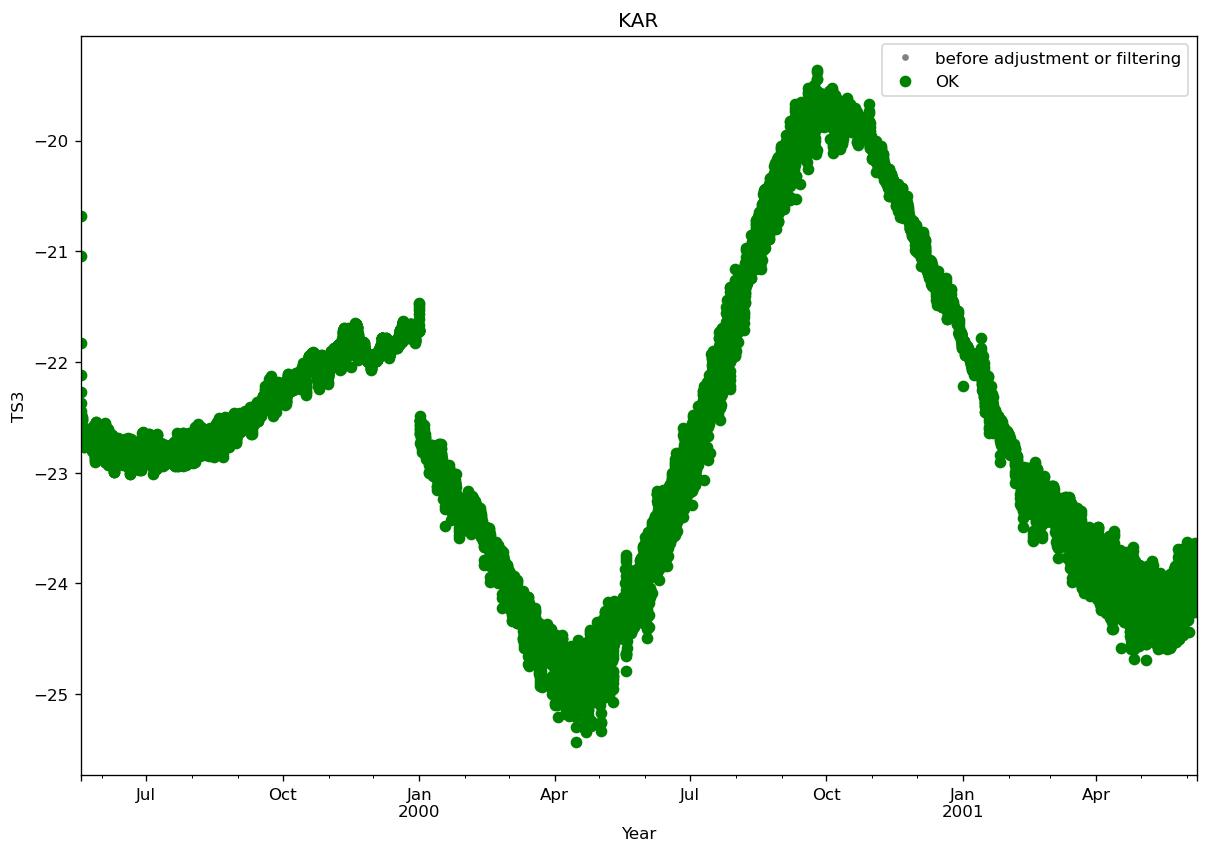 KAR
before adjustment or filtering
OK
−20
−21
−22
−23
−24
−25
TS3
Jul
Oct
Jan
2000
Apr
Jul
Oct
Jan
2001
Apr
Year